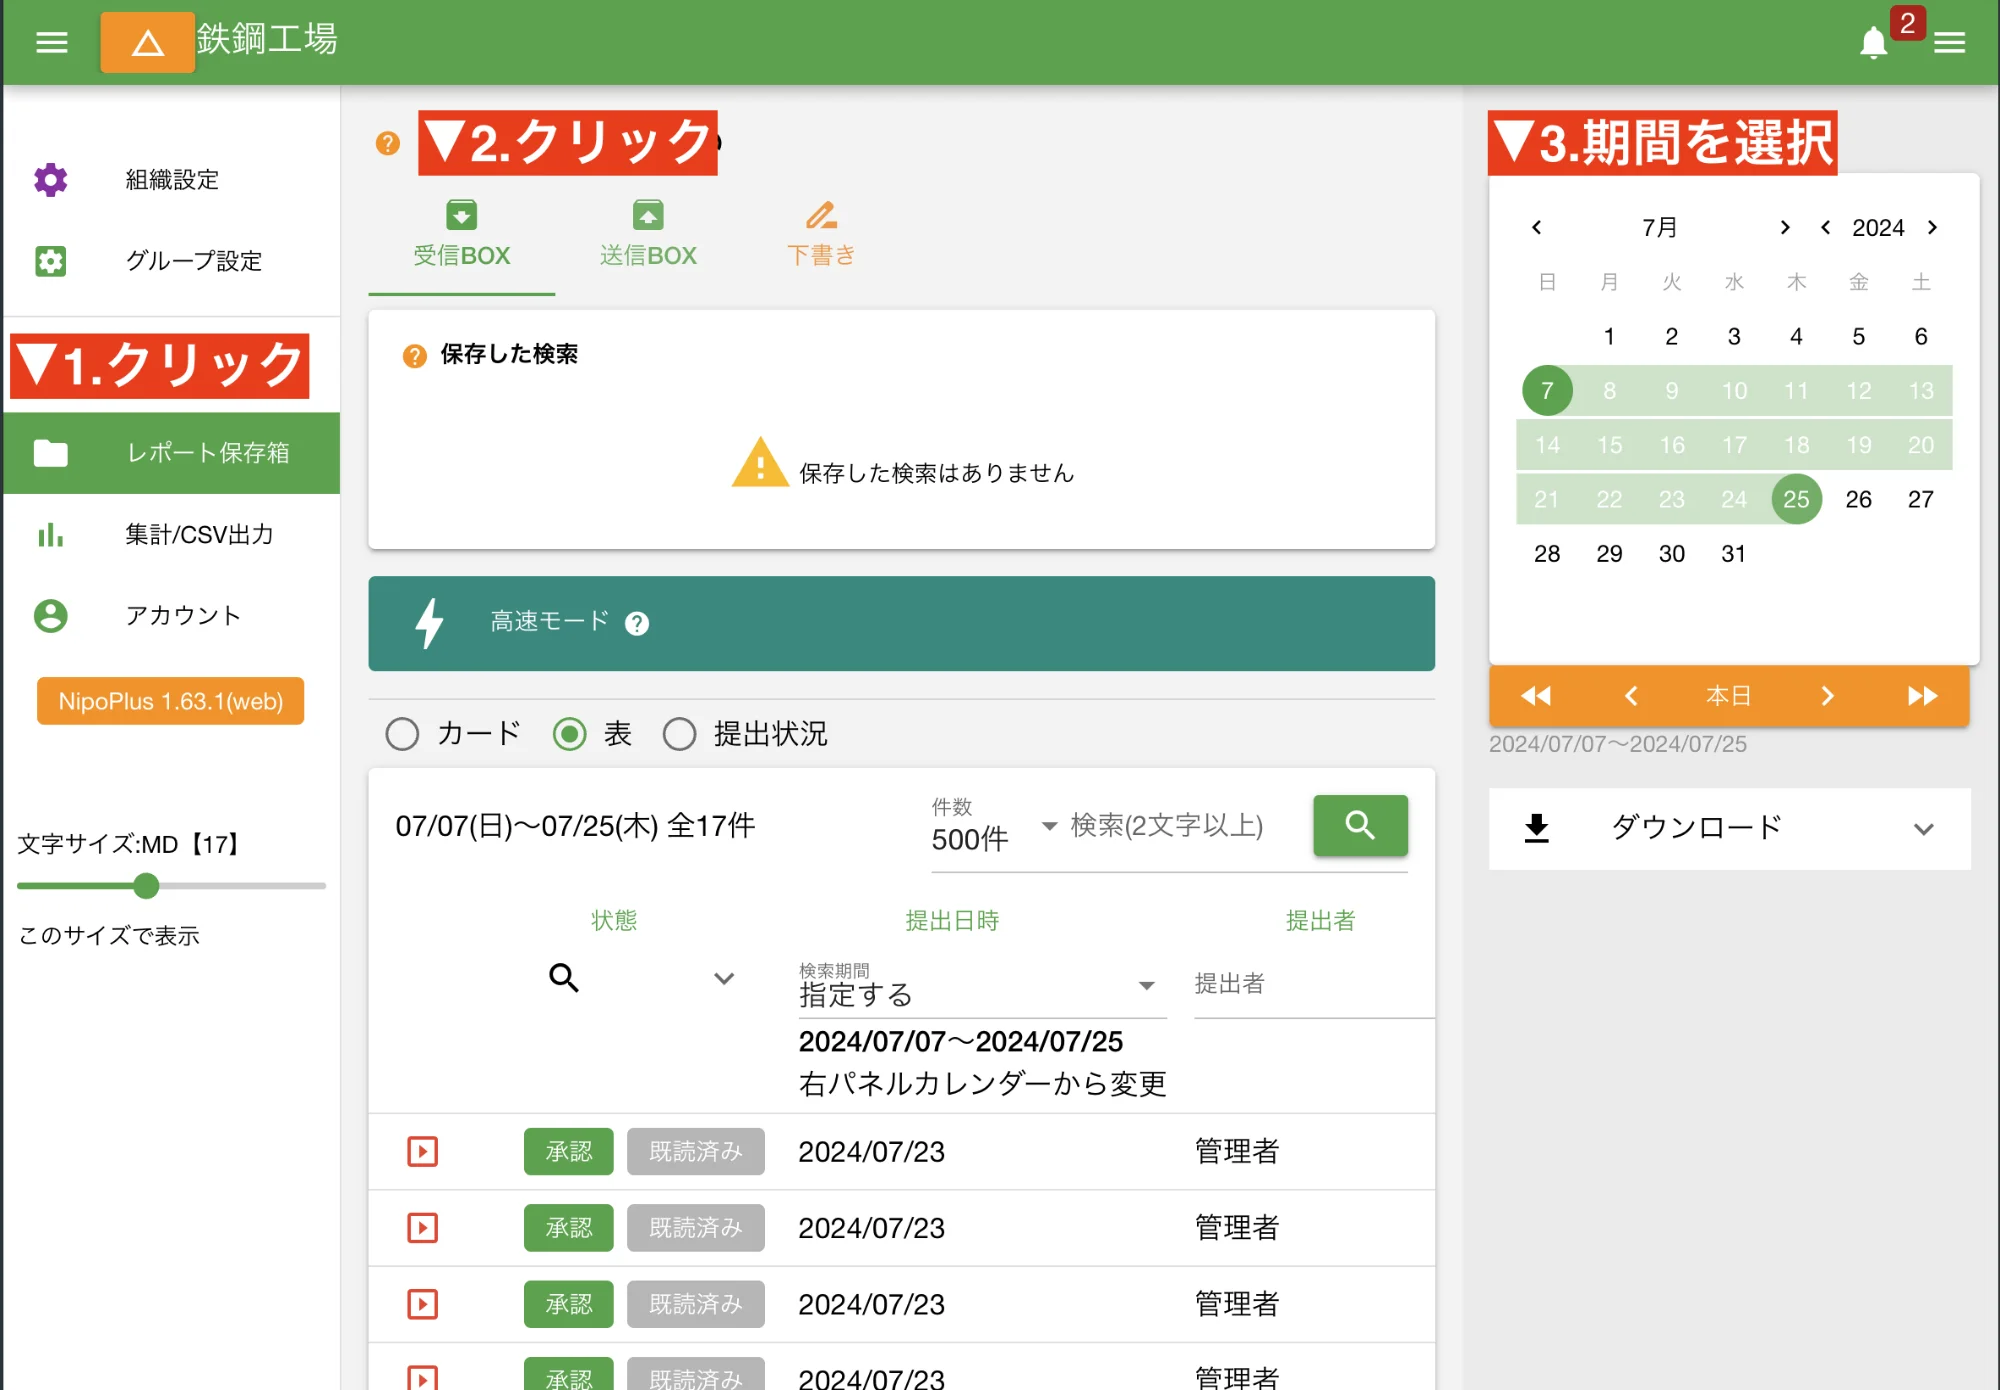 鉄鋼工場
2
組織設定
グループ設定
▼1.クリック
レポート保存箱
集計/CSV出力
アカウント
NipoPlus 1.63.1(web)
文字サイズ:MD【17】
このサイズで表示
▼2.クリック
受信BOX
送信BOX
下書き
保存した検索
保存した検索はありません
高速モード
カード
表
提出状況
07/07(日)〜07/25(木) 全17件
件数
500件
検索(2文字以上)
状態
提出日時
提出者
検索期間
指定する
提出者
2024/07/07〜2024/07/25
右パネルカレンダーから変更
承認 既読済み 2024/07/23 管理者
承認 既読済み 2024/07/23 管理者
承認 既読済み 2024/07/23 管理者
承認 既読済み 2024/07/23 管理者
▼3.期間を選択
7月 2024
日 月 火 水 木 金 土
1 2 3 4 5 6
7 8 9 10 11 12 13
14 15 16 17 18 19 20
21 22 23 24 25 26 27
28 29 30 31
本日
2024/07/07〜2024/07/25
ダウンロード